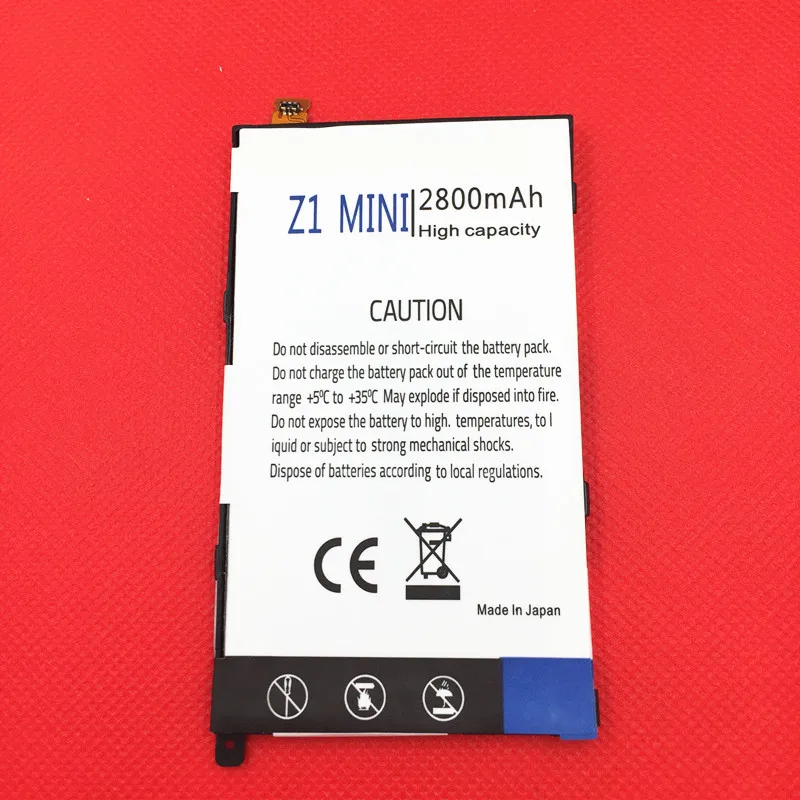 Z1 MINI 2800mAh
High capacity
CAUTION
Do not disassemble or short-circuit the battery pack.
Do not charge the battery pack out of the temperature
range +5⁰C to +35⁰C May explode if disposed into fire.
Do not expose the battery to high. temperatures, to l
iquid or subject to strong mechanical shocks.
Dispose of batteries according to local regulations.
CE
Made In Japan